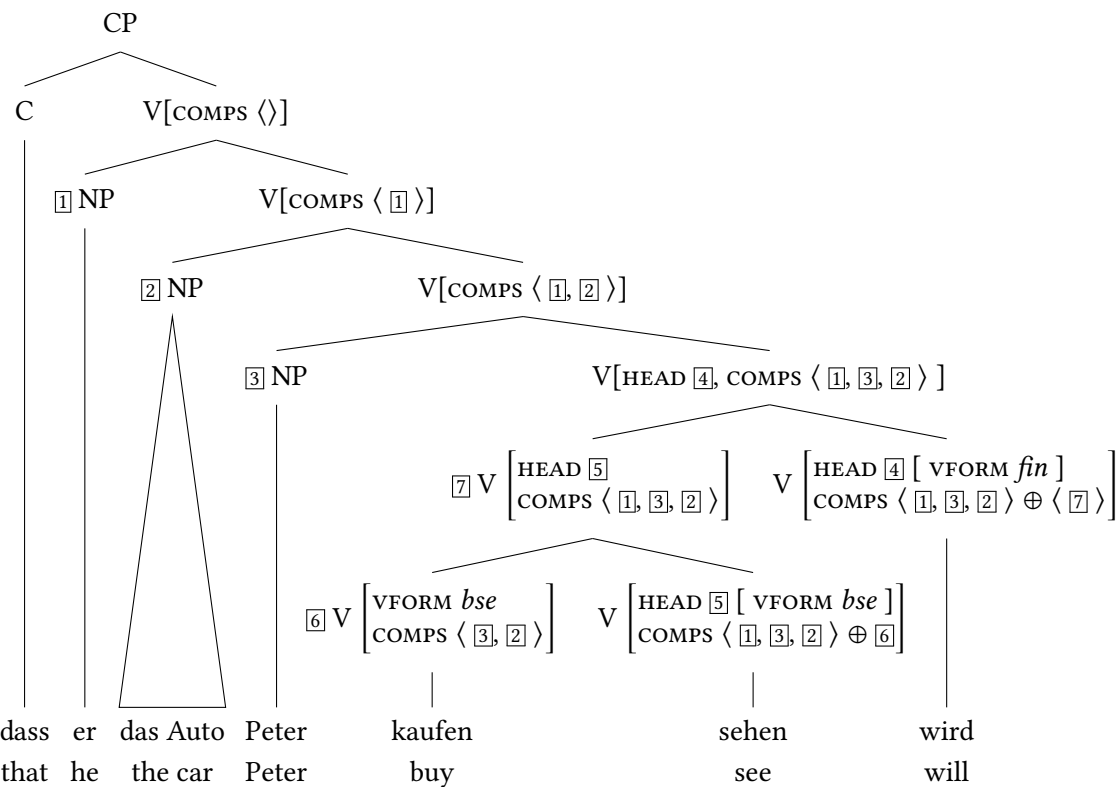 CP
C V[COMPS ⟨⟩]
1 NP V[COMPS ⟨ 1 ⟩]
2 NP V[COMPS ⟨ 1, 2 ⟩]
3 NP V[HEAD 4, COMPS ⟨ 1, 3, 2 ⟩ ]
7 V [HEAD 5 V [HEAD 4 [ VFORM fin ]
COMPS ⟨ 1, 3, 2 ⟩] COMPS ⟨ 1, 3, 2 ⟩ ⊕ ⟨ 7 ⟩]
6 V [VFORM bse V [HEAD 5 [ VFORM bse ]
COMPS ⟨ 3, 2 ⟩] COMPS ⟨ 1, 3, 2 ⟩ ⊕ 6]
dass er das Auto Peter kaufen sehen wird
that he the car Peter buy see will